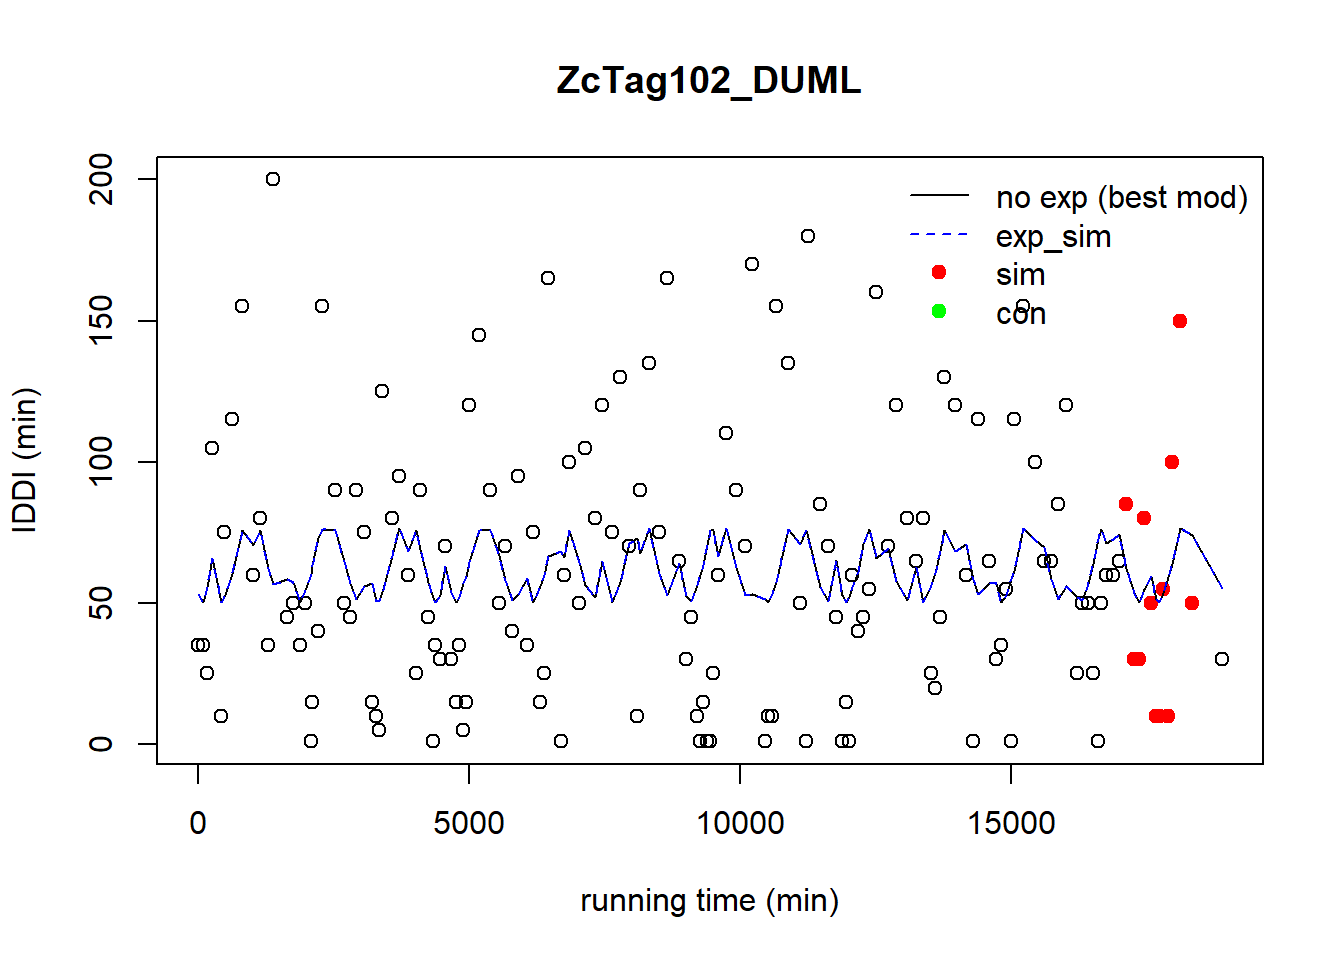 ZcTag102_DUML
200
150
100
50
0
IDDI (min)
no exp (best mod)
exp_sim
sim
con
0 5000 10000 15000
running time (min)